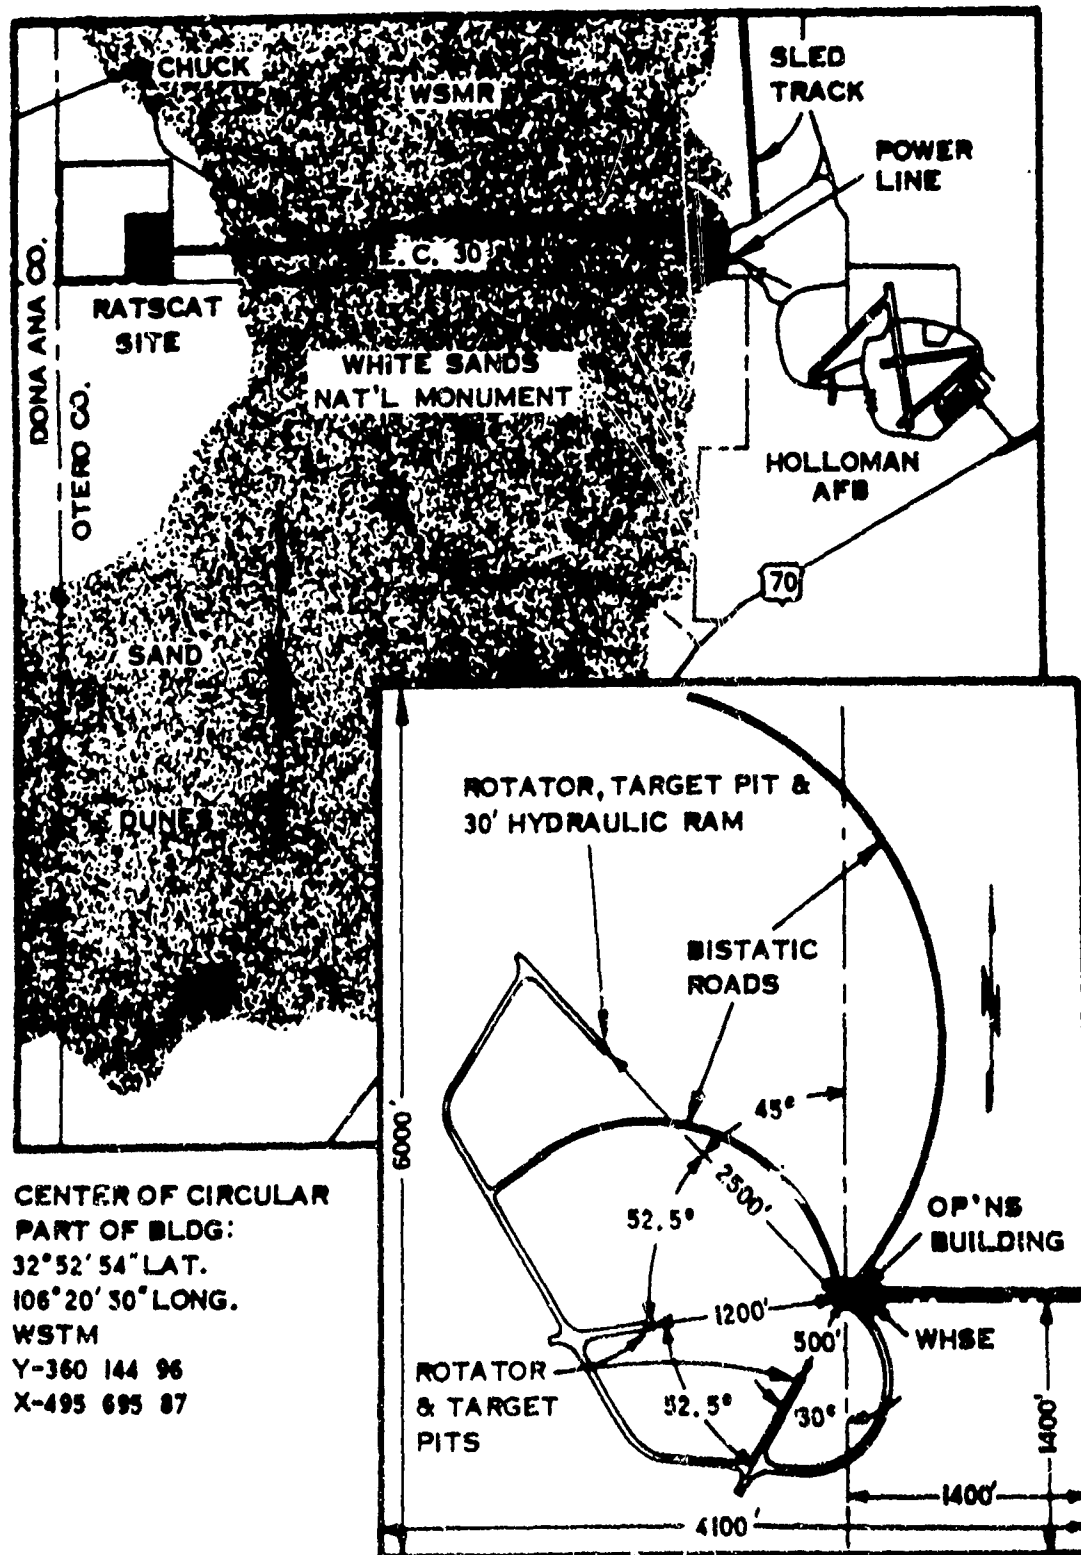 CHUCK
WSMR
SLED
TRACK
POWER
LINE
E.C. 30
RATSCAT
SITE
DONA ANA CO.
OTERO CO.
WHITE SANDS
NAT'L MONUMENT
HOLLOMAN
AFB
70
SAND
DUNES
ROTATOR, TARGET PIT &
30' HYDRAULIC RAM
BISTATIC
ROADS
N
6000'
45°
2500'
52.5°
OP'NS
BUILDING
1200'
500'
WHSE
ROTATOR
& TARGET
PITS
52.5°
30°
1400'
1400'
4100'
CENTER OF CIRCULAR
PART OF BLDG:
32°52'54" LAT.
106°20'50" LONG.
WSTM
Y-360 144 96
X-495 695 87